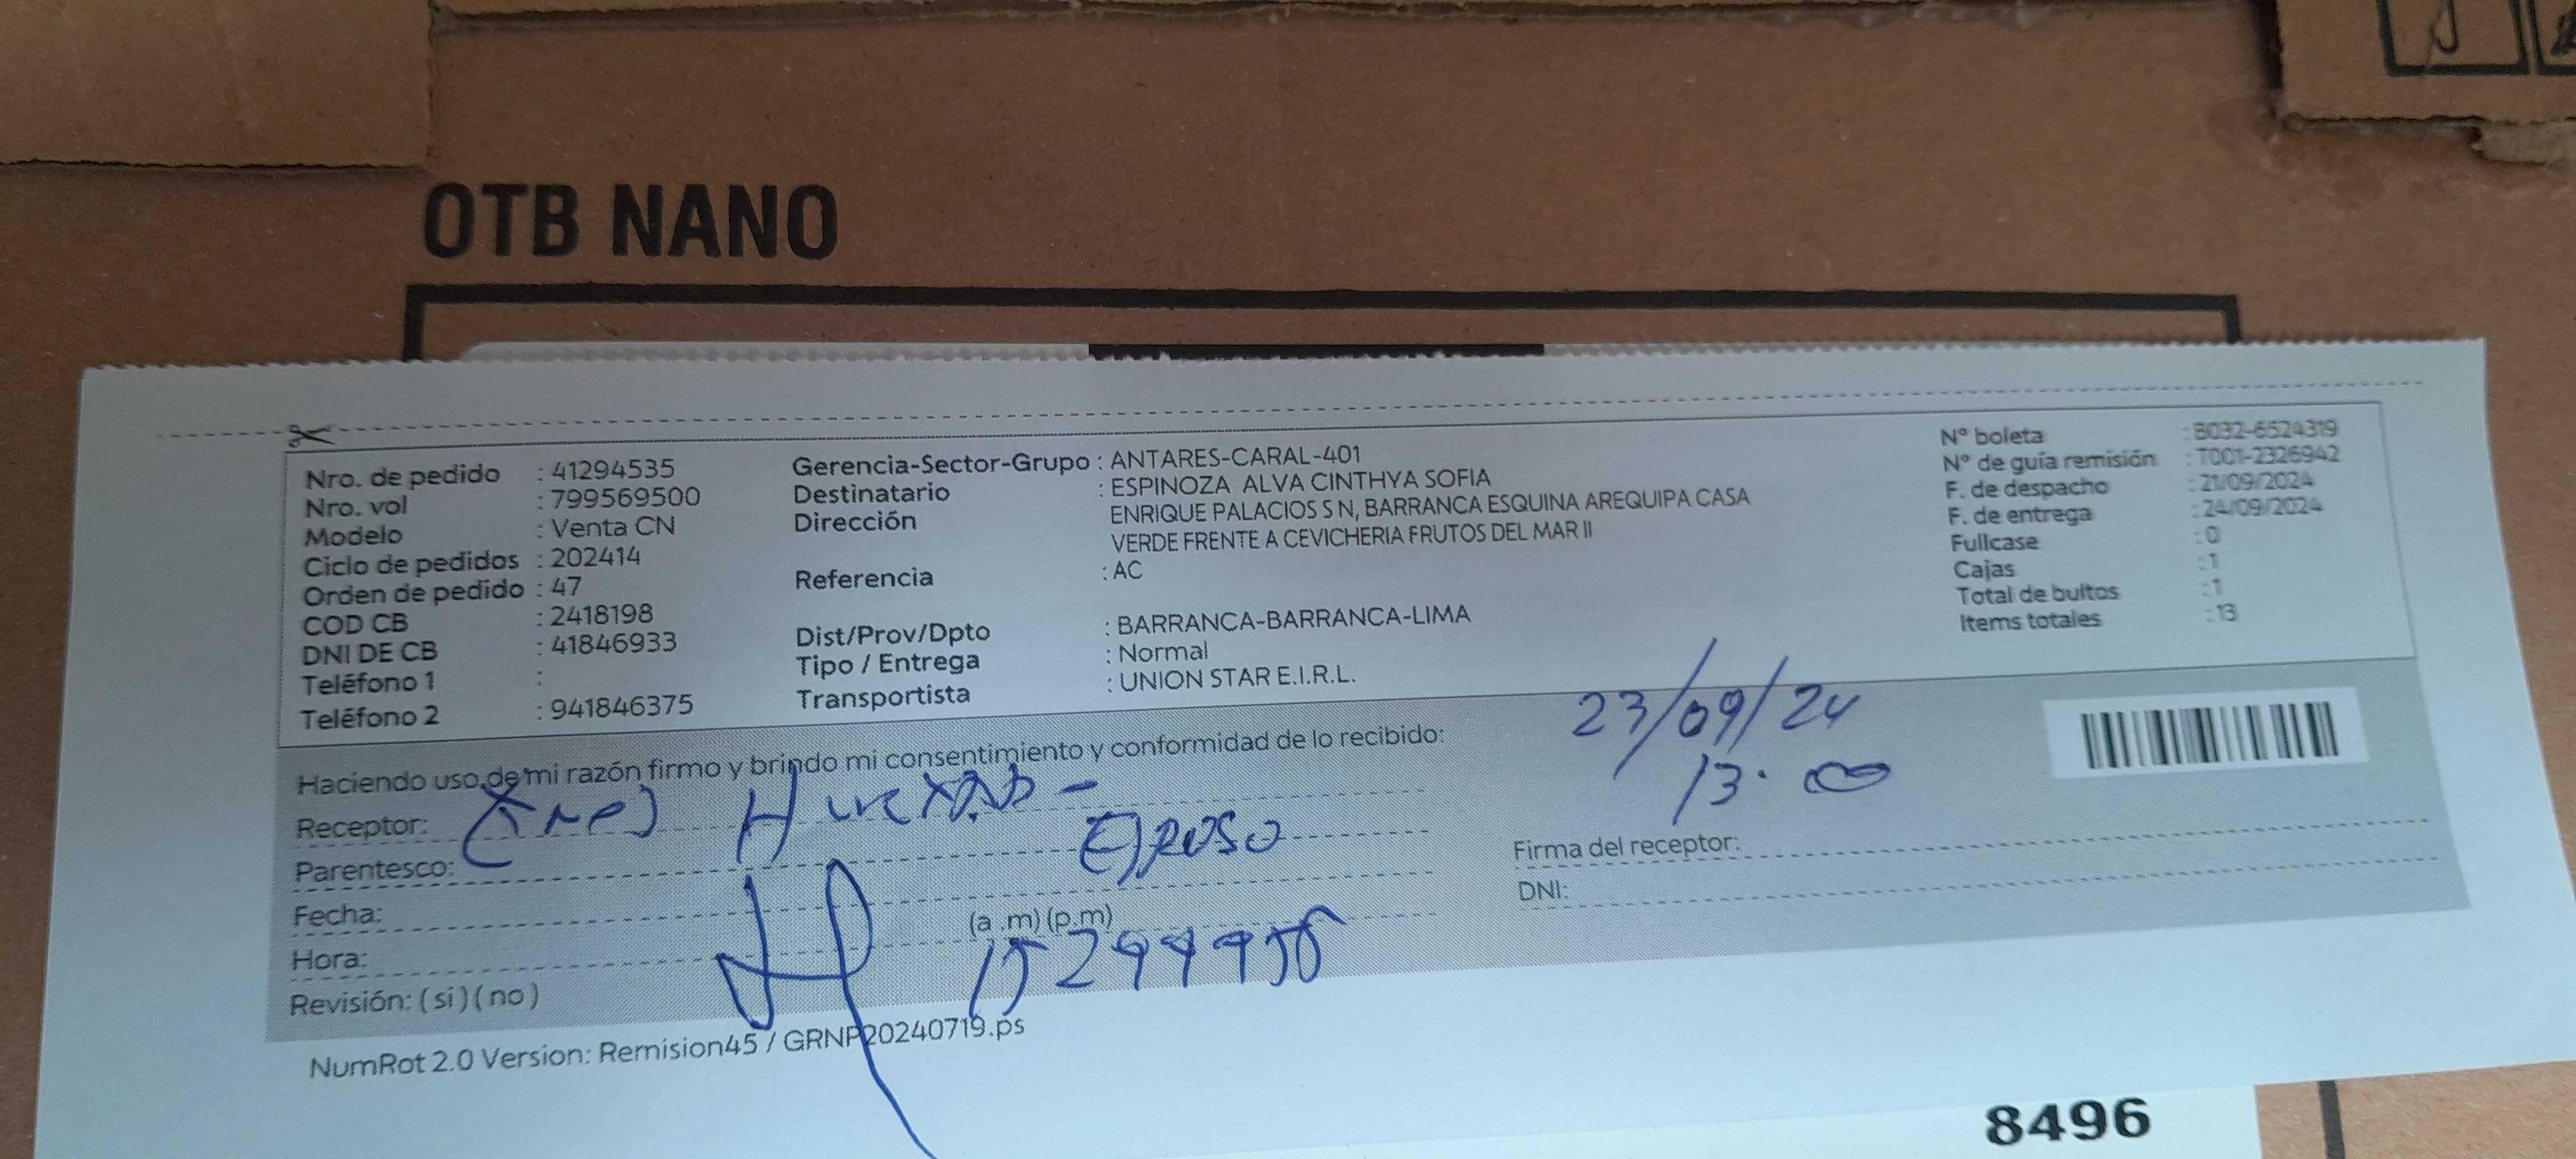 OTB NANO
Nro. de pedido : 41294535
Nro. vol : 799569500
Modelo : Venta CN
Ciclo de pedidos : 202414
Orden de pedido : 47
COD CB : 2418198
DNI DE CB : 41846933
Teléfono 1 :
Teléfono 2 : 941846375
Gerencia-Sector-Grupo : ANTARES-CARAL-401
Destinatario : ESPINOZA ALVA CINTHYA SOFIA
Dirección ENRIQUE PALACIOS S N, BARRANCA ESQUINA AREQUIPA CASA
VERDE FRENTE A CEVICHERIA FRUTOS DEL MAR II
Referencia : AC
Dist/Prov/Dpto : BARRANCA-BARRANCA-LIMA
Tipo / Entrega : Normal
Transportista : UNION STAR E.I.R.L.
N° boleta : B032-6524319
N° de guía remisión : T001-2326942
F. de despacho : 21/09/2024
F. de entrega : 24/09/2024
Fullcase : 0
Cajas : 1
Total de bultos : 1
Items totales : 13
Haciendo uso de mi razón firmo y brindo mi consentimiento y conformidad de lo recibido:
23/09/24
13.00
Receptor:
Parentesco: Esposo
Fecha:
Hora: (a .m) (p.m)
Revisión: ( si ) ( no )
Firma del receptor:
DNI:
NumRot 2.0 Version: Remision45 / GRNP20240719.ps
8496